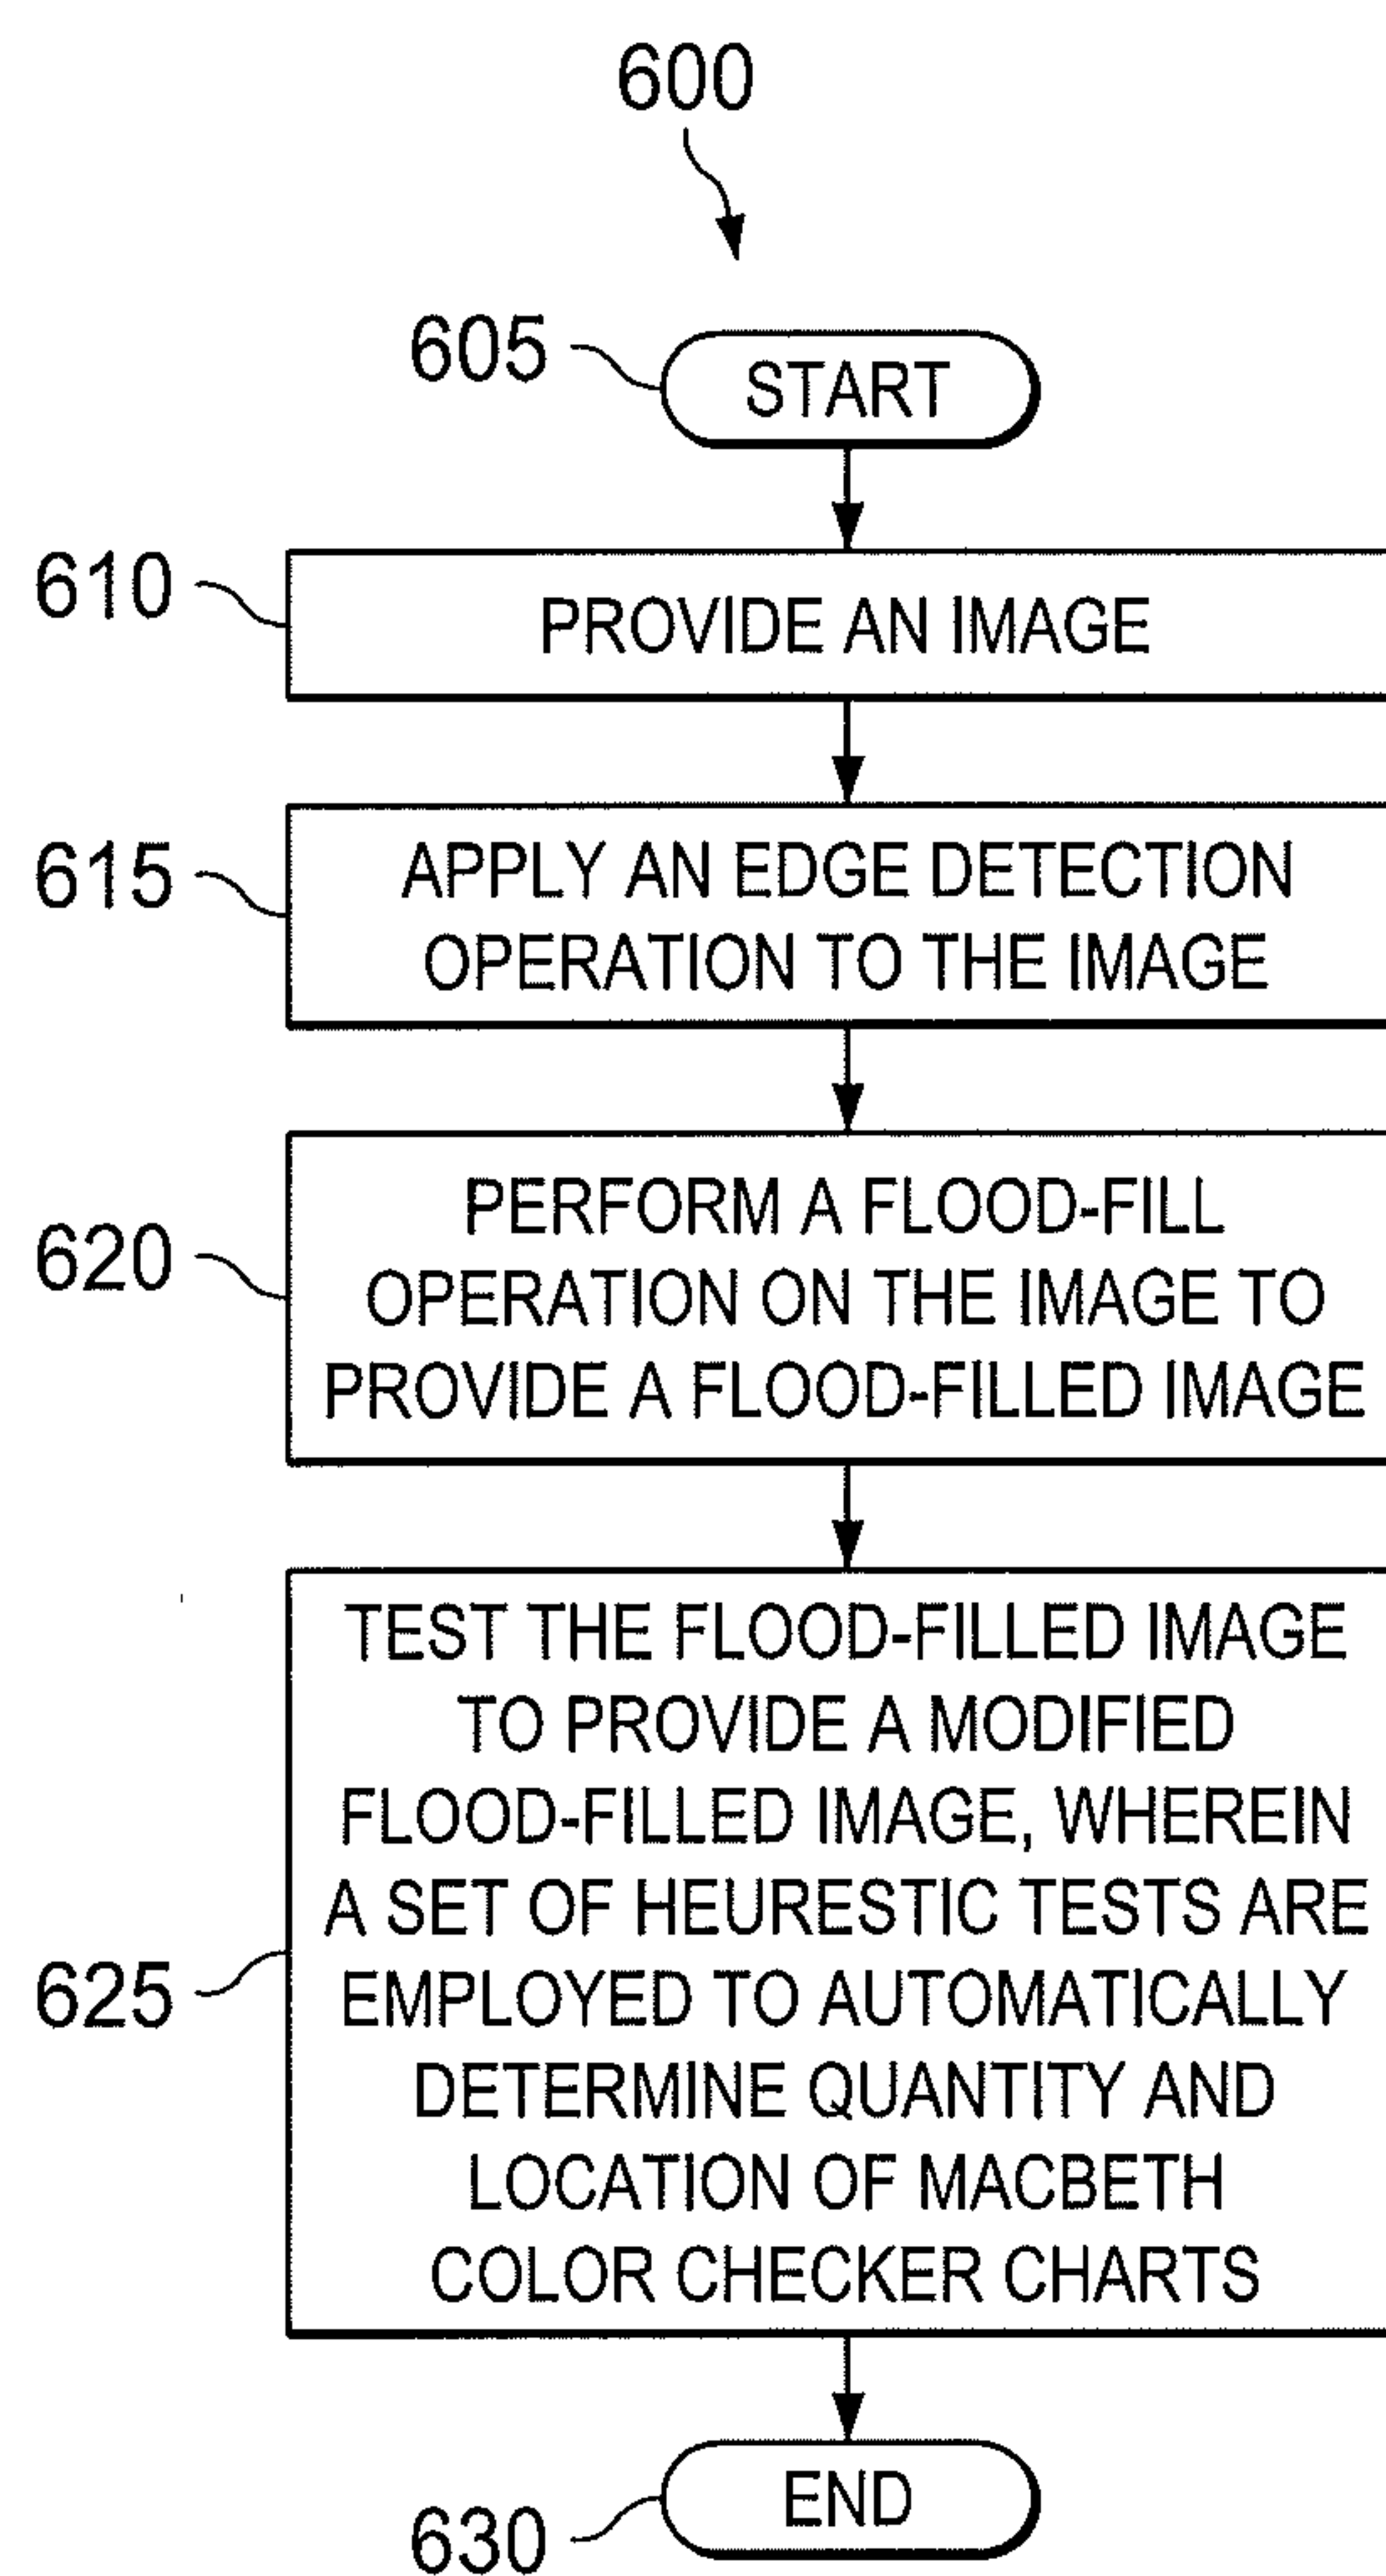 600
605
START
610
PROVIDE AN IMAGE
615
APPLY AN EDGE DETECTION
OPERATION TO THE IMAGE
620
PERFORM A FLOOD-FILL
OPERATION ON THE IMAGE TO
PROVIDE A FLOOD-FILLED IMAGE
625
TEST THE FLOOD-FILLED IMAGE
TO PROVIDE A MODIFIED
FLOOD-FILLED IMAGE, WHEREIN
A SET OF HEURESTIC TESTS ARE
EMPLOYED TO AUTOMATICALLY
DETERMINE QUANTITY AND
LOCATION OF MACBETH
COLOR CHECKER CHARTS
630
END